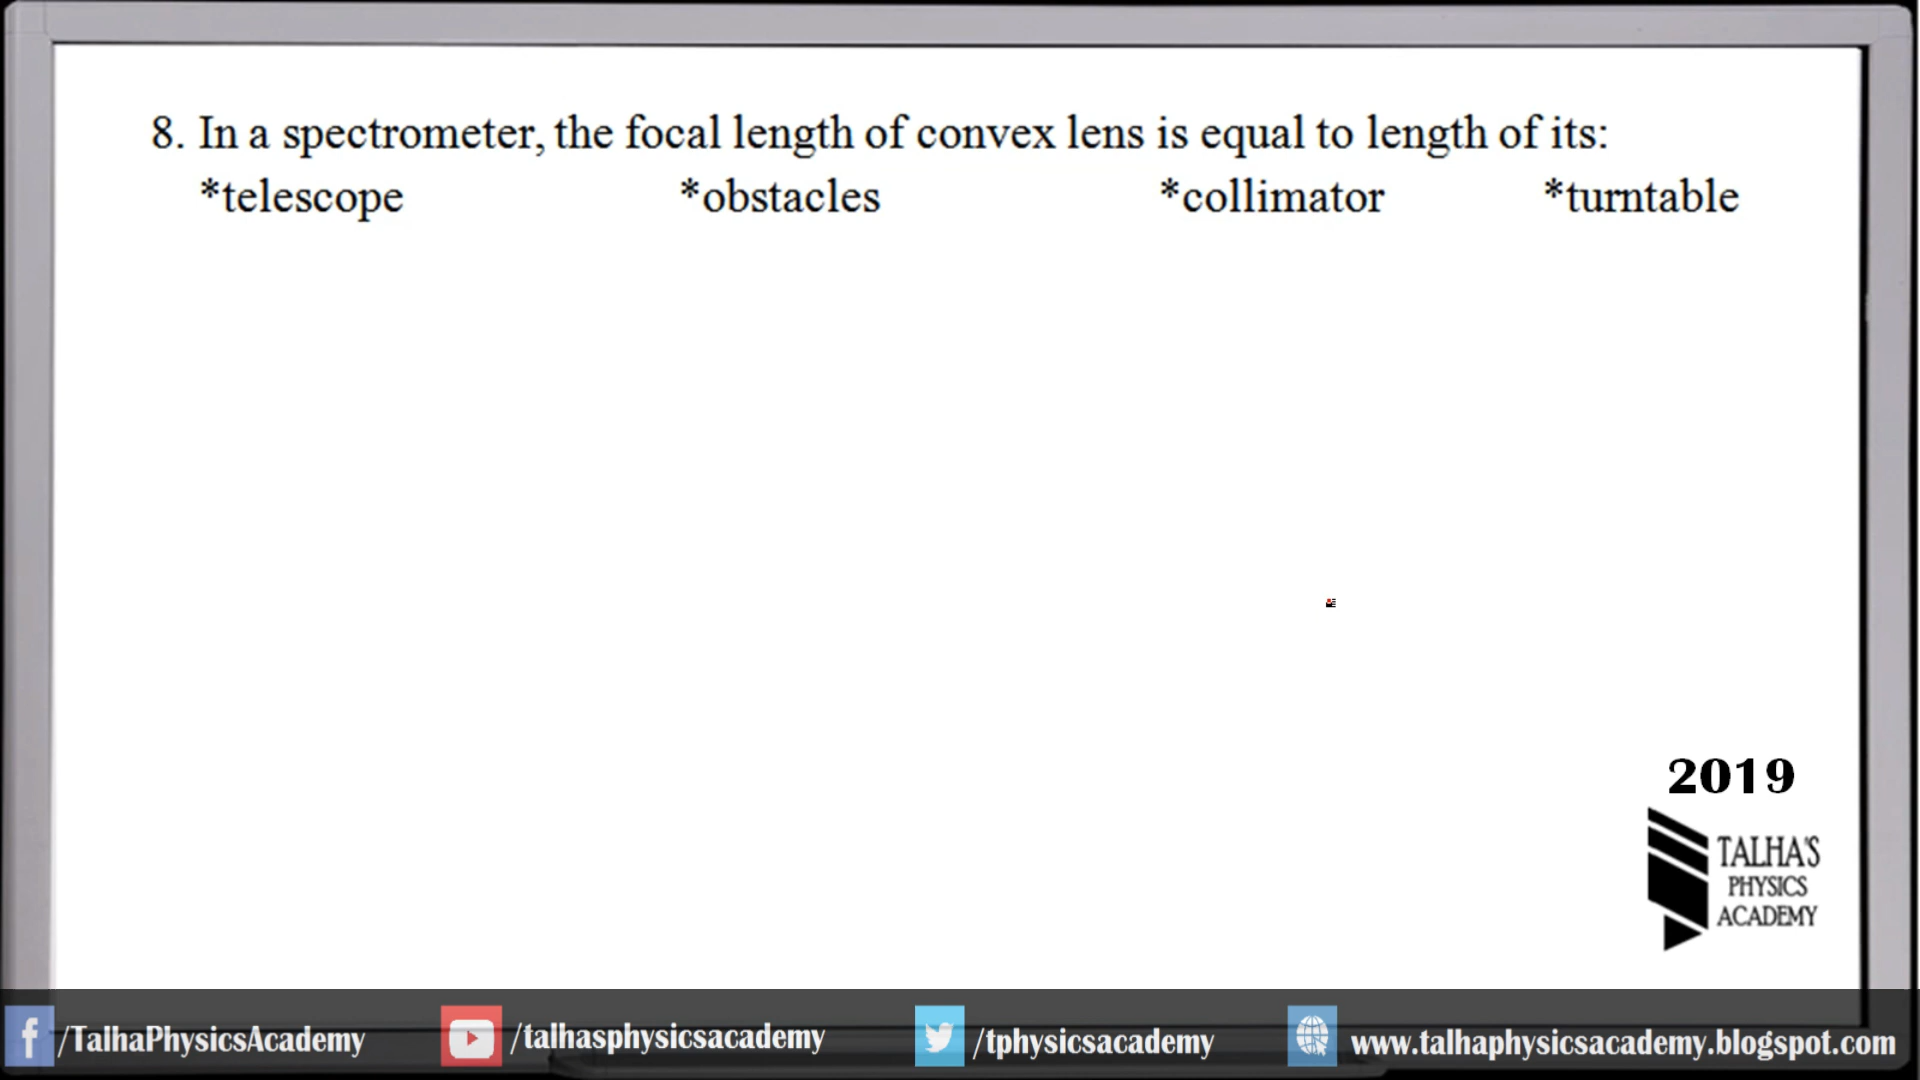 8. In a spectrometer, the focal length of convex lens is equal to length of its:
*telescope *obstacles *collimator *turntable
2019
TALHA'S
PHYSICS
ACADEMY
/TalhaPhysicsAcademy /talhasphysicsacademy /tphysicsacademy www.talhaphysicsacademy.blogspot.com